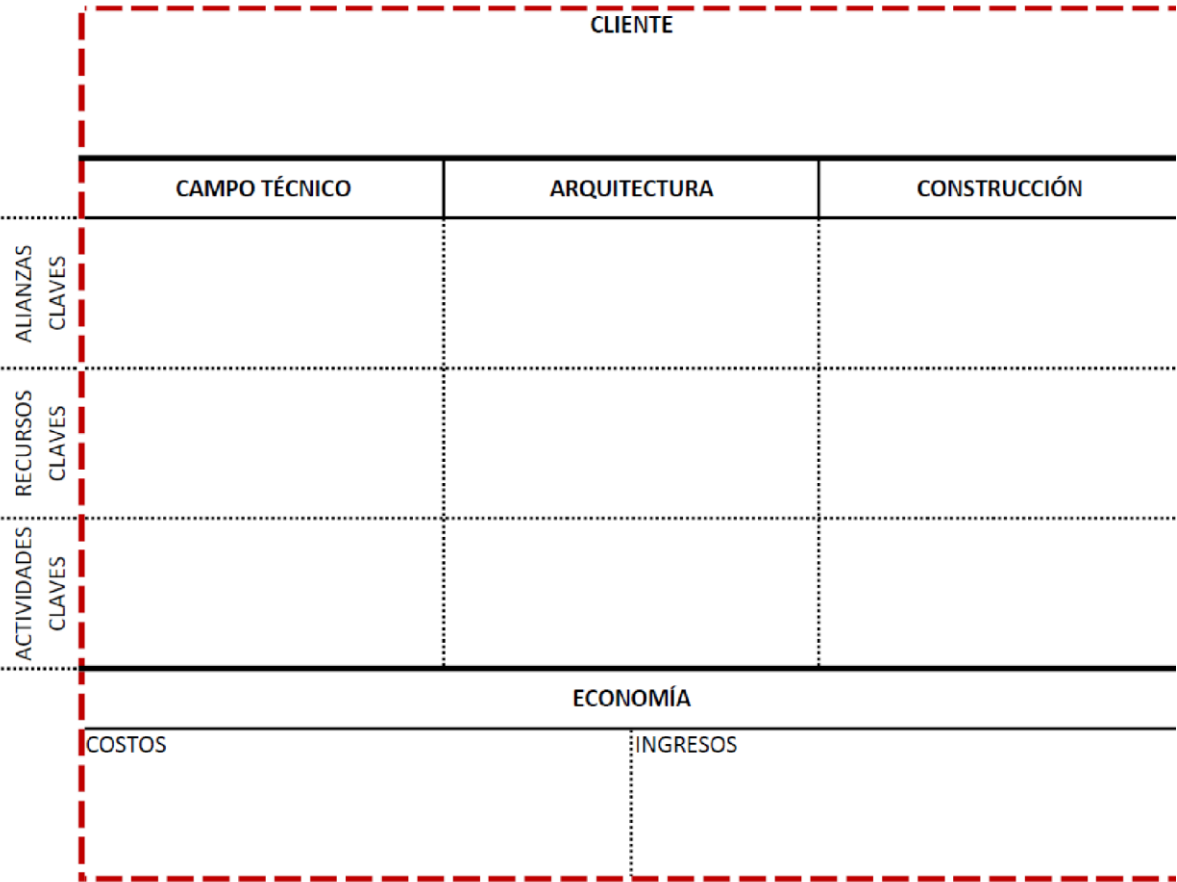 CLIENTE
CAMPO TÉCNICO
ARQUITECTURA
CONSTRUCCIÓN
ALIANZAS
CLAVES
RECURSOS
CLAVES
ACTIVIDADES
CLAVES
ECONOMÍA
COSTOS
INGRESOS